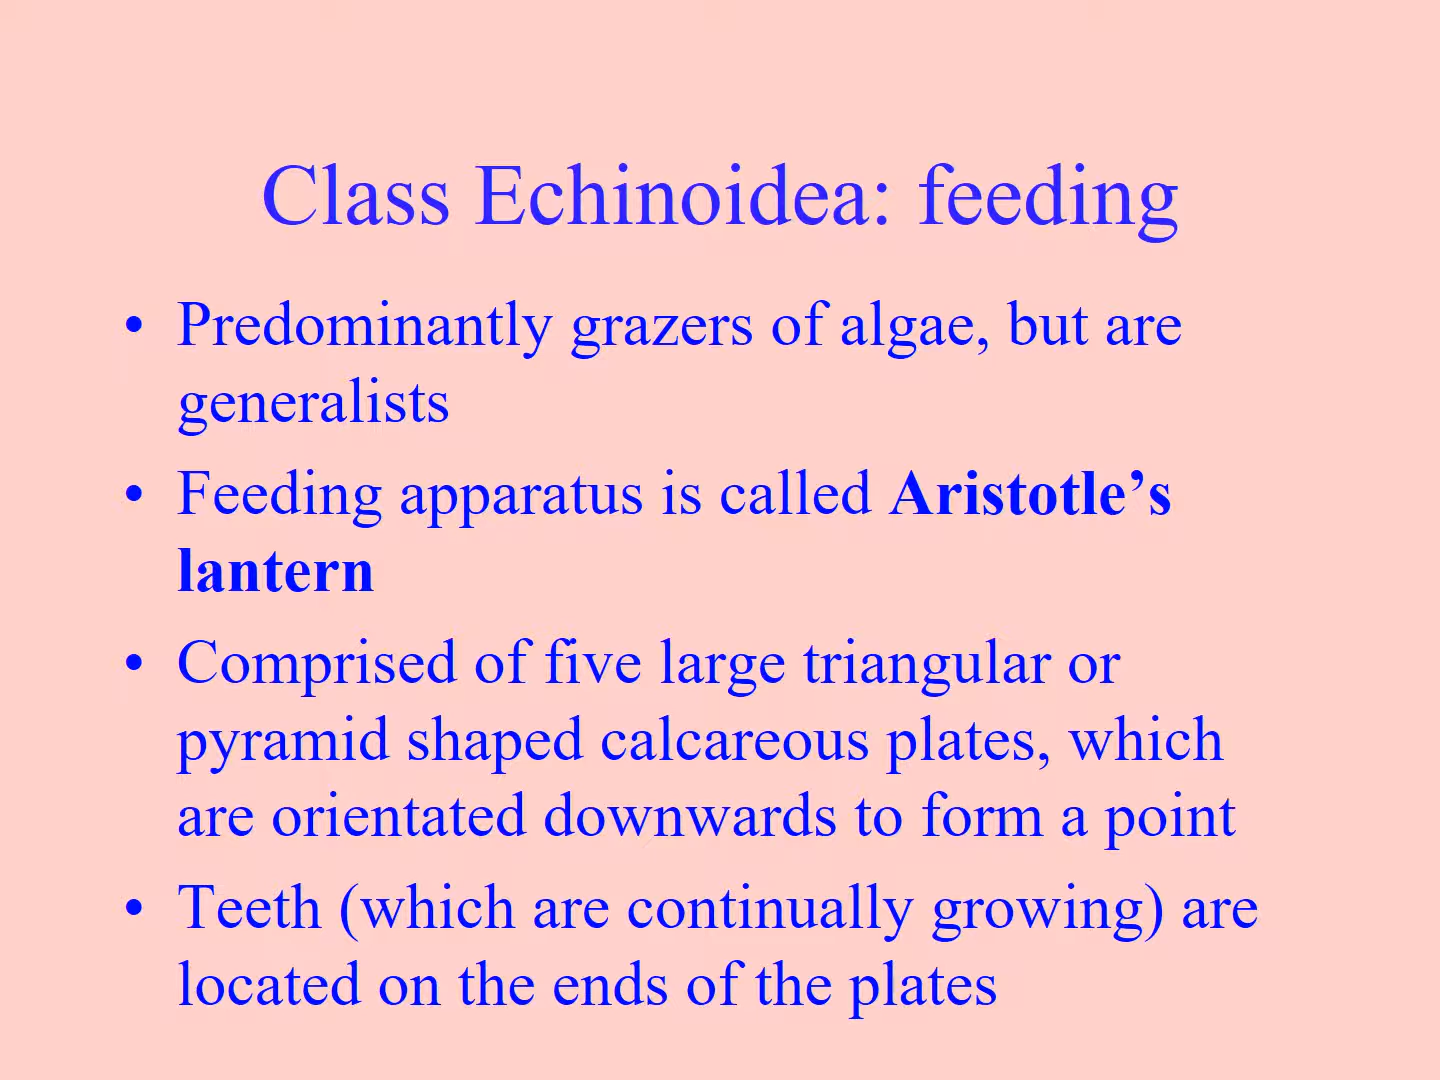 Class Echinoidea: feeding
• Predominantly grazers of algae, but are
generalists
• Feeding apparatus is called Aristotle’s
lantern
• Comprised of five large triangular or
pyramid shaped calcareous plates, which
are orientated downwards to form a point
• Teeth (which are continually growing) are
located on the ends of the plates